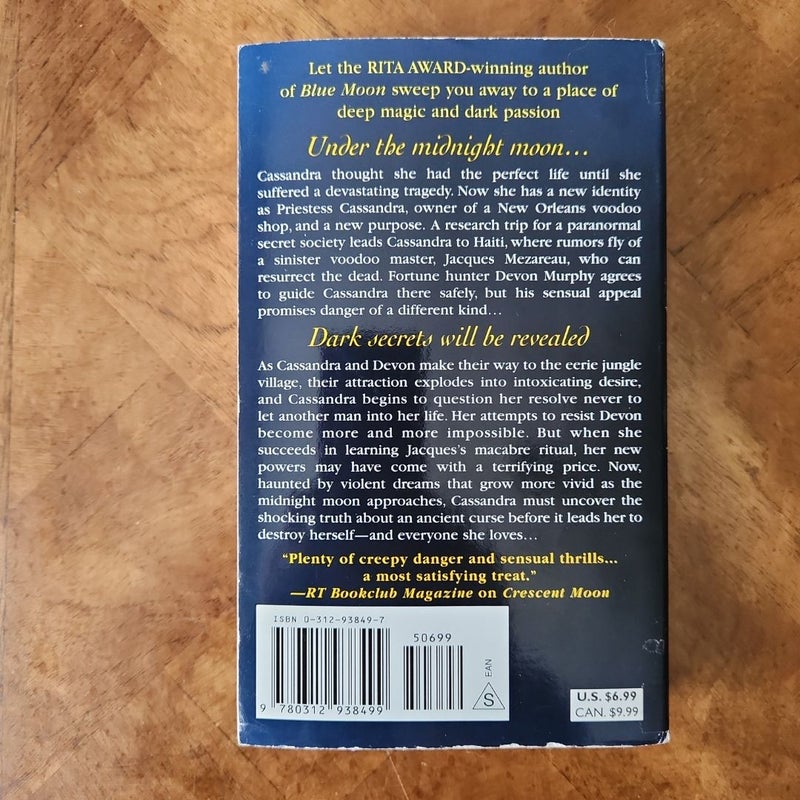 Let the RITA AWARD-winning author
of Blue Moon sweep you away to a place of
deep magic and dark passion
Under the midnight moon...
Cassandra thought she had the perfect life until she
suffered a devastating tragedy. Now she has a new identity
as Priestess Cassandra, owner of a New Orleans voodoo
shop, and a new purpose. A research trip for a paranormal
secret society leads Cassandra to Haiti, where rumors fly of
a sinister voodoo master, Jacques Mezareau, who can
resurrect the dead. Fortune hunter Devon Murphy agrees
to guide Cassandra there safely, but his sensual appeal
promises danger of a different kind...
Dark secrets will be revealed
As Cassandra and Devon make their way to the eerie jungle
village, their attraction explodes into intoxicating desire,
and Cassandra begins to question her resolve never to
let another man into her life. Her attempts to resist Devon
become more and more impossible. But when she
succeeds in learning Jacques's macabre ritual, her new
powers may have come with a terrifying price. Now,
haunted by violent dreams that grow more vivid as the
midnight moon approaches, Cassandra must uncover the
shocking truth about an ancient curse before it leads her to
destroy herself—and everyone she loves...
"Plenty of creepy danger and sensual thrills...
a most satisfying treat."
—RT Bookclub Magazine on Crescent Moon
ISBN 0-312-93849-7
50699
9 780312 938499
S
EAN
U.S. $6.99
CAN. $9.99